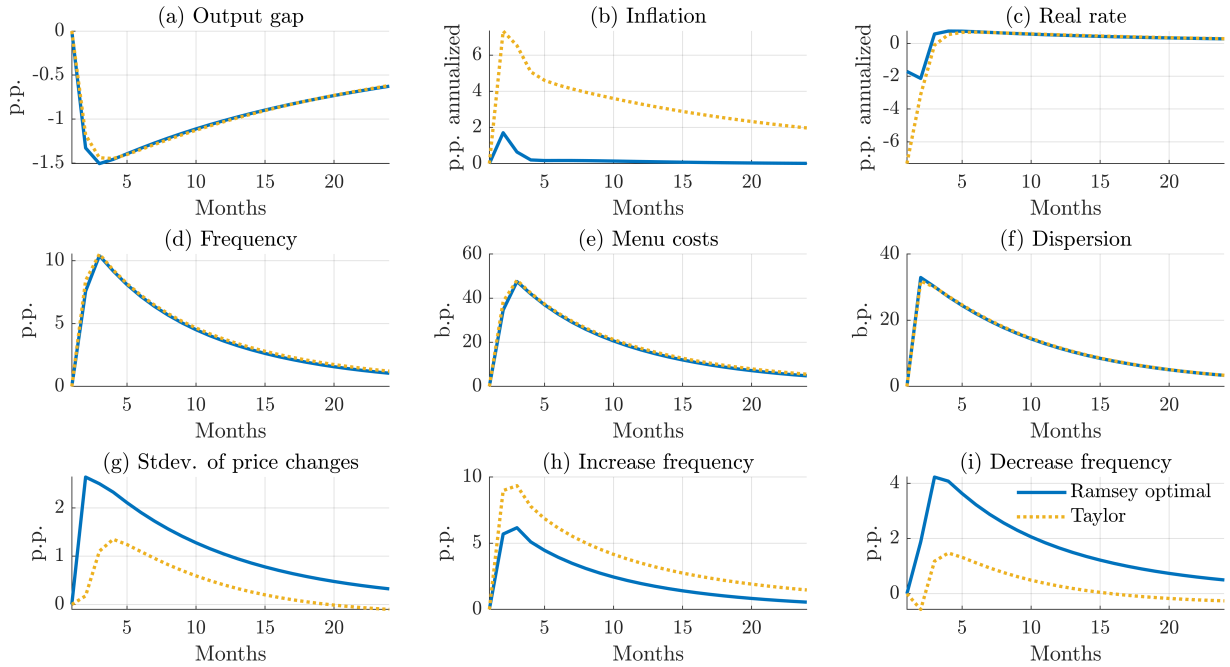 (a) Output gap
(b) Inflation
(c) Real rate
p.p.
0
-0.5
-1
-1.5
5
10
15
20
Months
p.p. annualized
6
4
2
0
5
10
15
20
Months
p.p. annualized
0
-2
-4
-6
5
10
15
20
Months
(d) Frequency
(e) Menu costs
(f) Dispersion
p.p.
10
5
0
5
10
15
20
Months
b.p.
60
40
20
0
5
10
15
20
Months
b.p.
40
20
0
5
10
15
20
Months
(g) Stdev. of price changes
(h) Increase frequency
(i) Decrease frequency
p.p.
2
1
0
5
10
15
20
Months
p.p.
10
5
0
5
10
15
20
Months
p.p.
4
2
0
5
10
15
20
Months
Ramsey optimal
Taylor